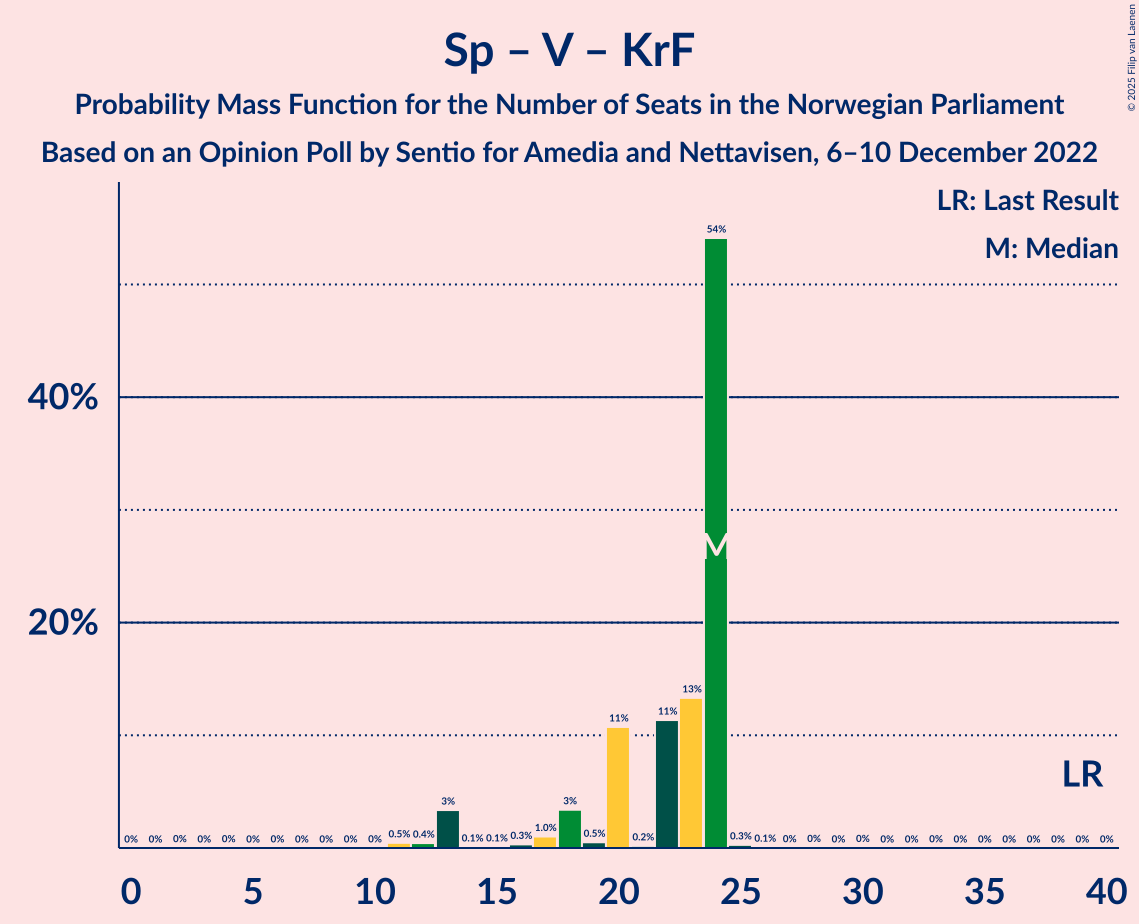 Sp – V – KrF
Probability Mass Function for the Number of Seats in the Norwegian Parliament
Based on an Opinion Poll by Sentio for Amedia and Nettavisen, 6–10 December 2022
© 2025 Filip van Laenen
LR: Last Result
M: Median
54%
40%
M
20%
13%
11% 11%
LR
3% 3%
0% 0% 0% 0% 0% 0% 0% 0% 0% 0% 0% 0.5% 0.4% 0.1% 0.1% 0.3% 1.0% 0.5% 0.2% 0.3% 0.1% 0% 0% 0% 0% 0% 0% 0% 0% 0% 0% 0% 0% 0% 0%
0 5 10 15 20 25 30 35 40